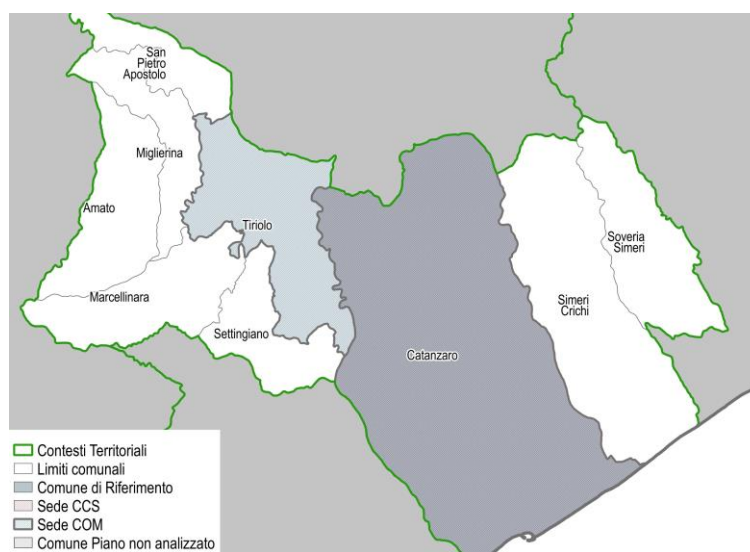 San
Pietro
Apostolo
Miglierina
Amato
Tiriolo
Soveria
Simeri
Marcellinara
Simeri
Crichi
Settingiano
Catanzaro
Contesti Territoriali
Limiti comunali
Comune di Riferimento
Sede CCS
Sede COM
Comune Piano non analizzato